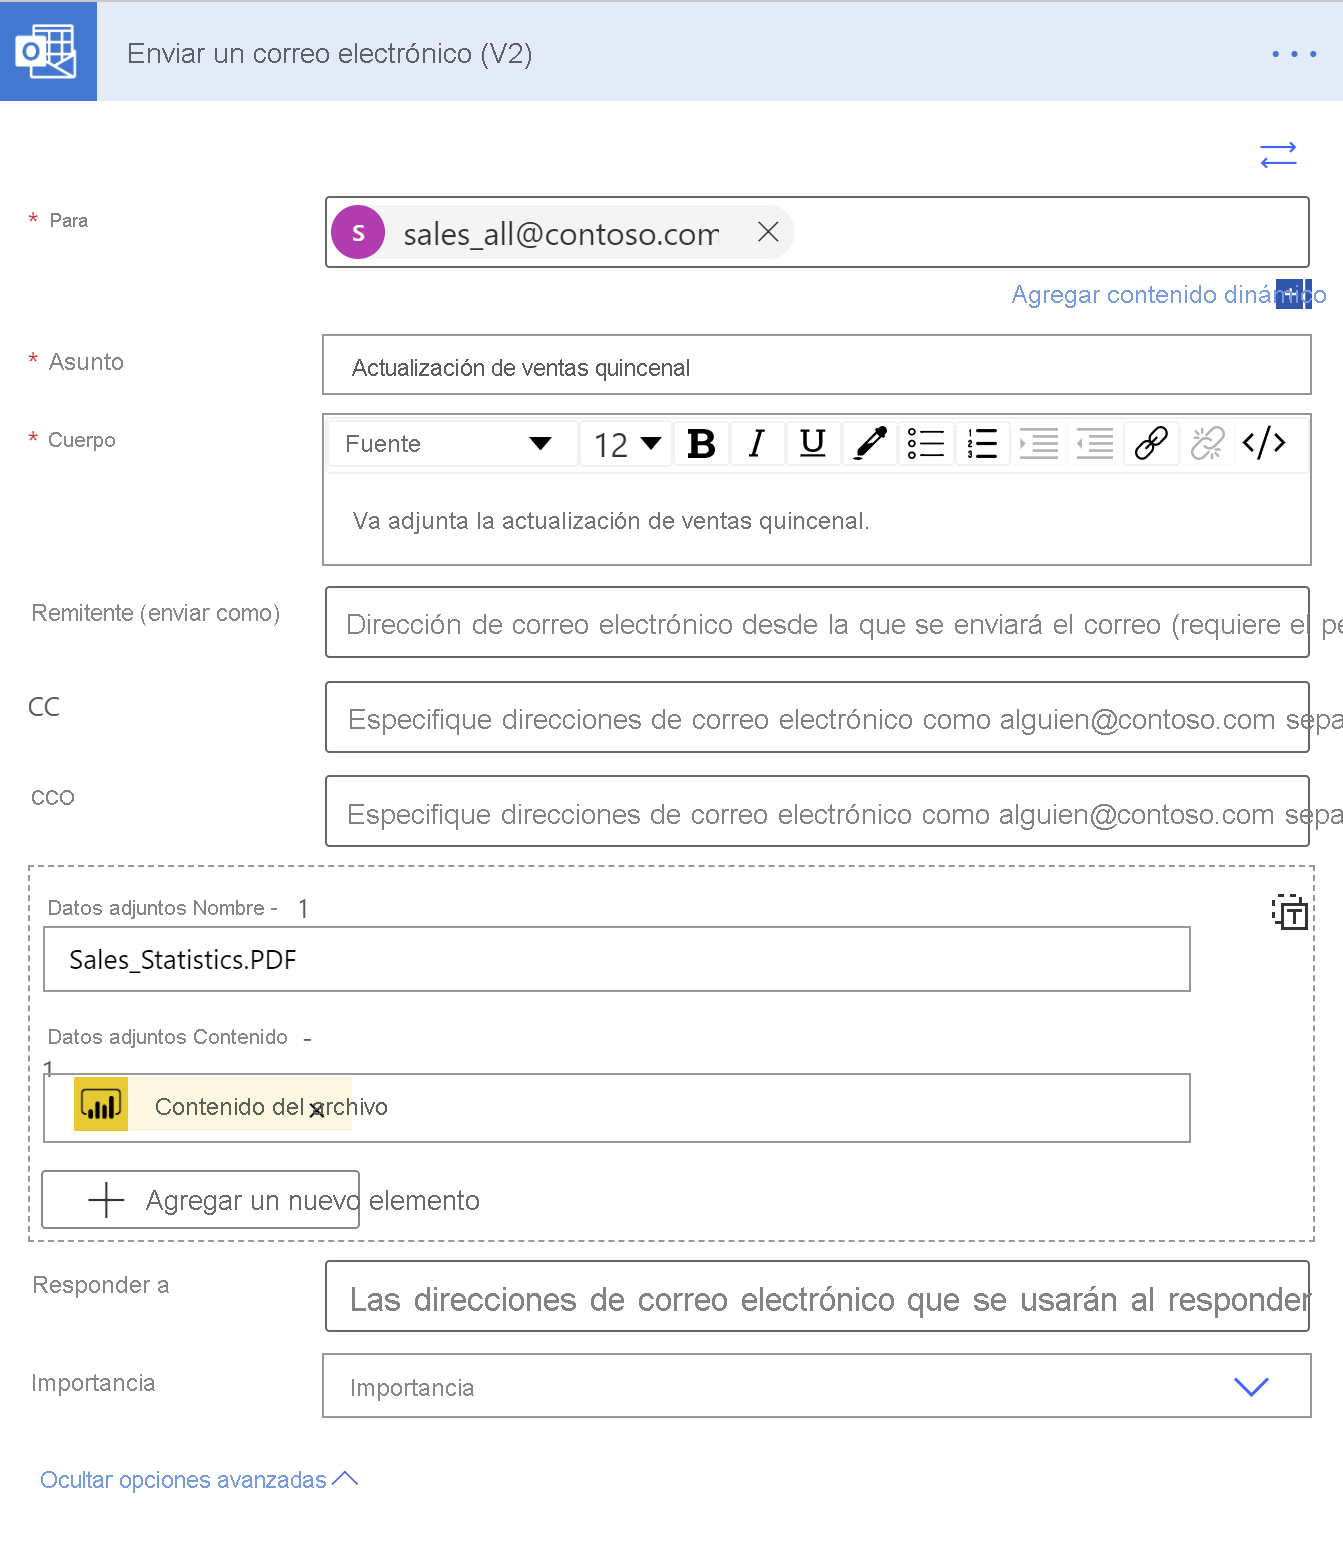 Enviar un correo electrónico (V2)
* Para
S sales_all@contoso.com
Agregar contenido dinámico
* Asunto
Actualización de ventas quincenal
* Cuerpo
Fuente 12 B I U </>
Va adjunta la actualización de ventas quincenal.
Remitente (enviar como)
Dirección de correo electrónico desde la que se enviará el correo (requiere el pe
CC
Especifique direcciones de correo electrónico como alguien@contoso.com sepa
CCO
Especifique direcciones de correo electrónico como alguien@contoso.com sepa
Datos adjuntos Nombre - 1
T
Sales_Statistics.PDF
Datos adjuntos Contenido -
1
Contenido del archivo
Agregar un nuevo elemento
Responder a
Las direcciones de correo electrónico que se usarán al responder
Importancia
Importancia
Ocultar opciones avanzadas